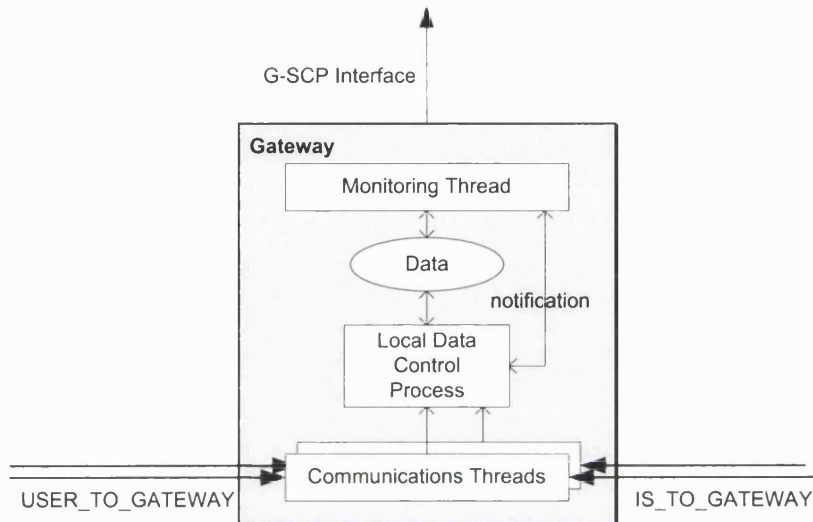 G-SCP Interface
Gateway
Monitoring Thread
Data
notification
Local Data
Control
Process
Communications Threads
USER_TO_GATEWAY
IS_TO_GATEWAY